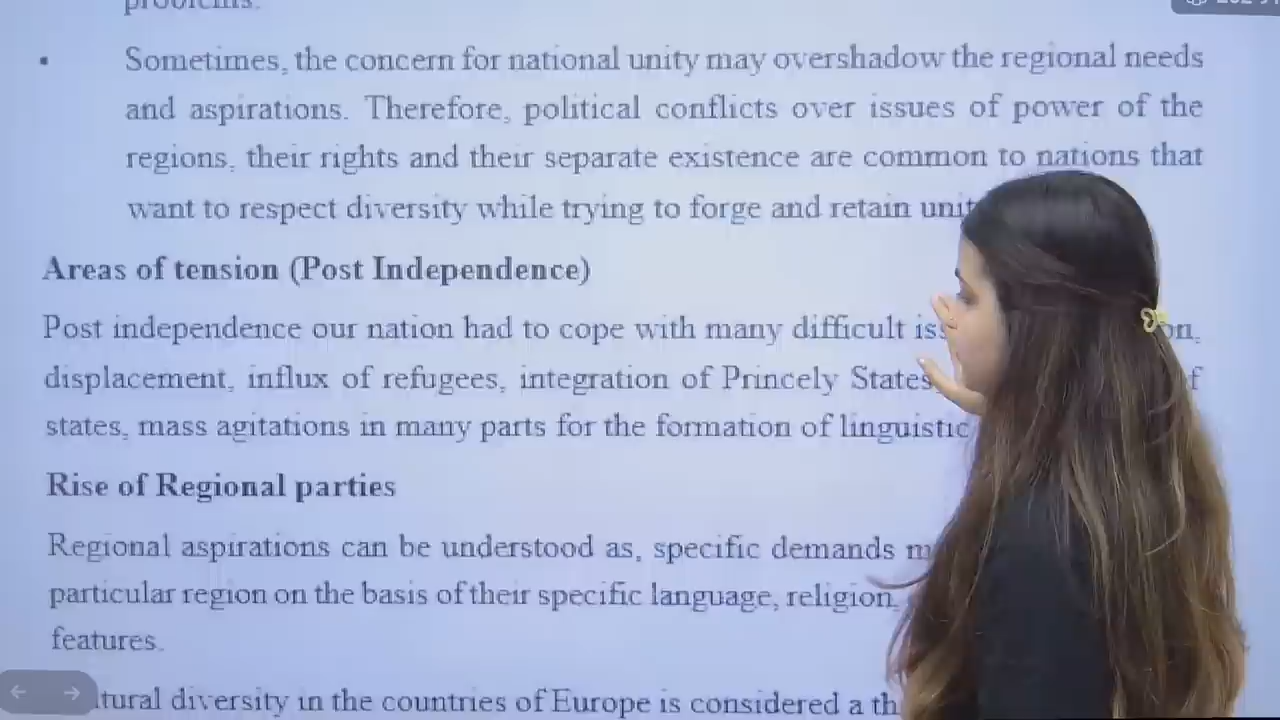 problems.
▪ Sometimes, the concern for national unity may overshadow the regional needs
and aspirations. Therefore, political conflicts over issues of power of the
regions, their rights and their separate existence are common to nations that
want to respect diversity while trying to forge and retain
Areas of tension (Post Independence)
Post independence our nation had to cope with many difficult
displacement, influx of refugees, integration of Princely States
states, mass agitations in many parts for the formation of linguistic
Rise of Regional parties
Regional aspirations can be understood as, specific demands
particular region on the basis of their specific language, religion,
features.
diversity in the countries of Europe is considered a